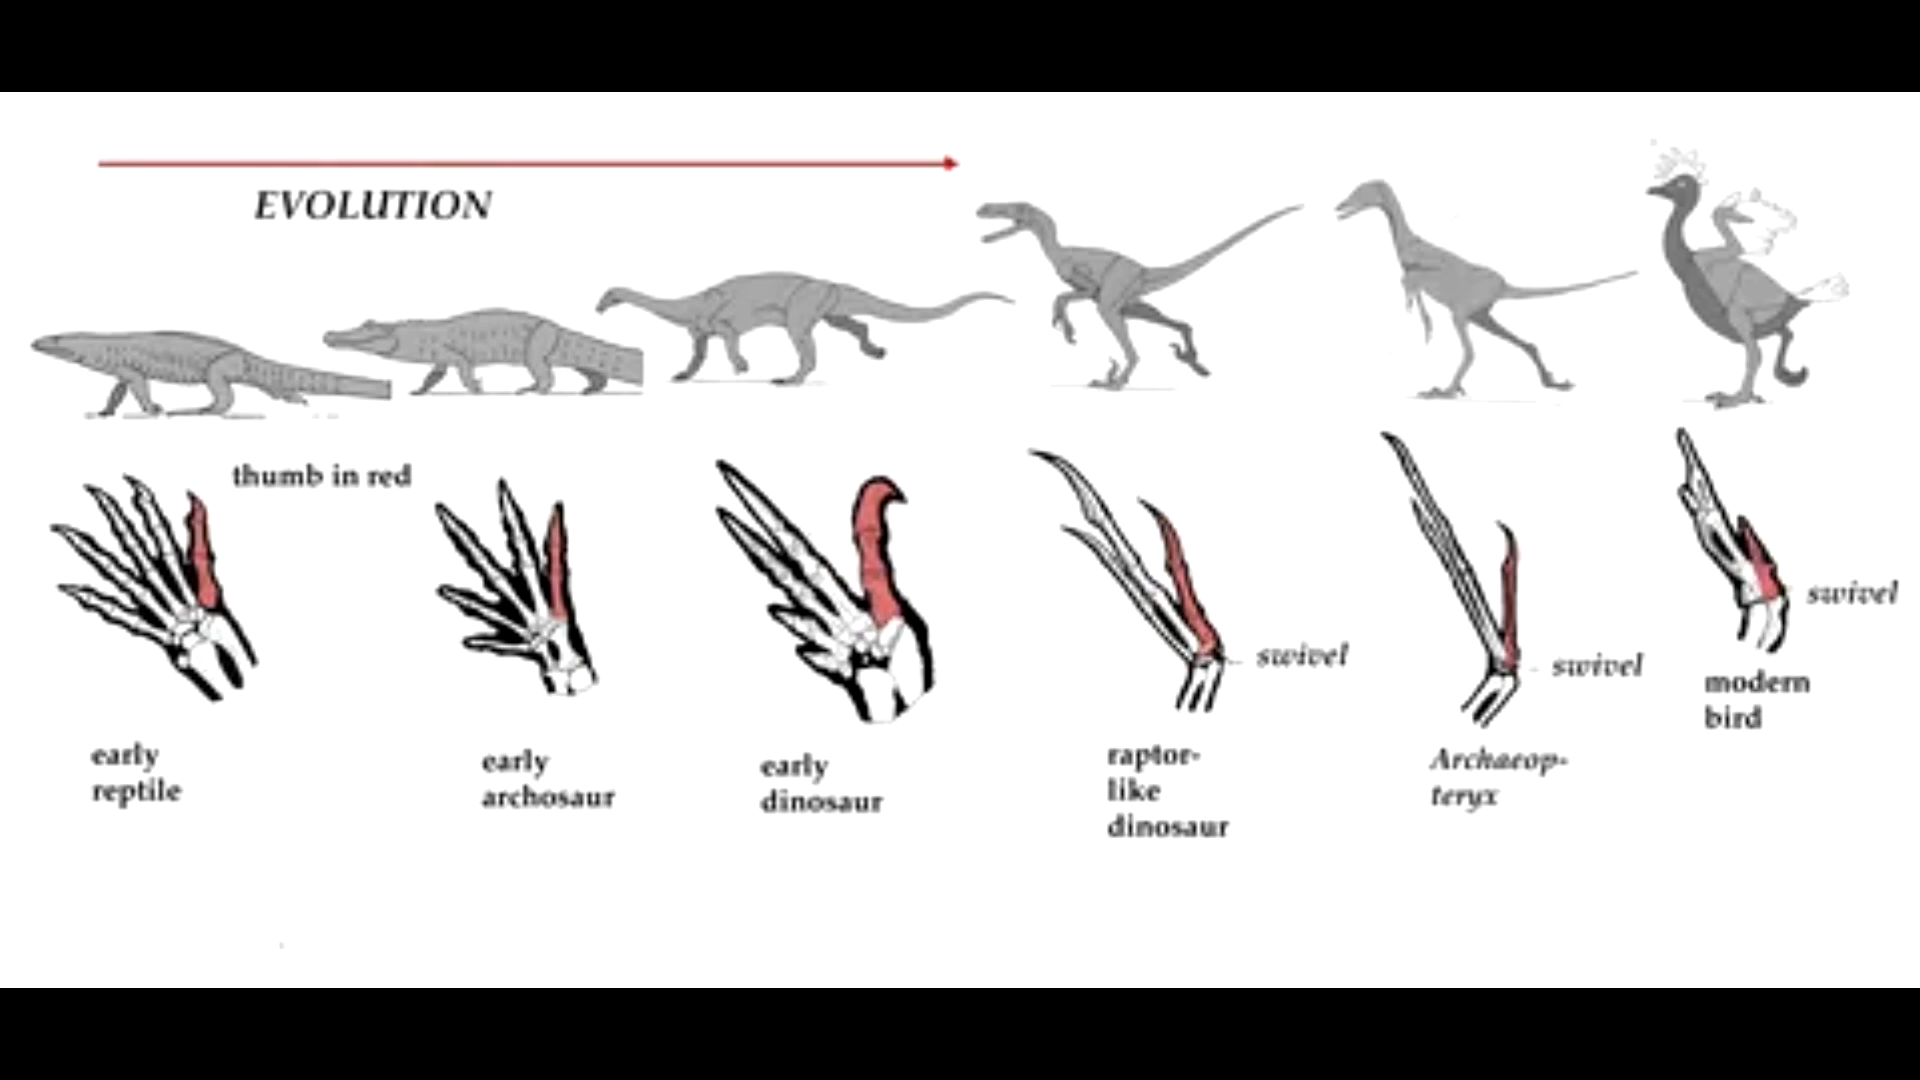 EVOLUTION
thumb in red
swivel
swivel
swivel
early
reptile
early
archosaur
early
dinosaur
raptor-
like
dinosaur
Archaeop-
teryx
modern
bird